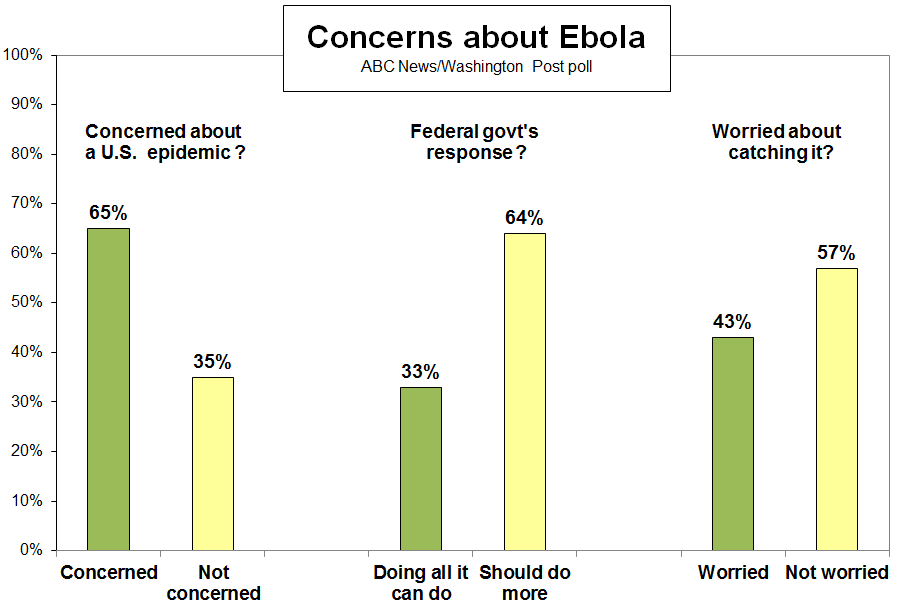 Concerns about Ebola
ABC News/Washington Post poll
100%
90%
80%
70%
60%
50%
40%
30%
20%
10%
0%
Concerned about
a U.S. epidemic ?
65%
35%
Concerned
Not
concerned
Federal govt's
response ?
33%
64%
Doing all it
can do
Should do
more
Worried about
catching it?
43%
57%
Worried
Not worried